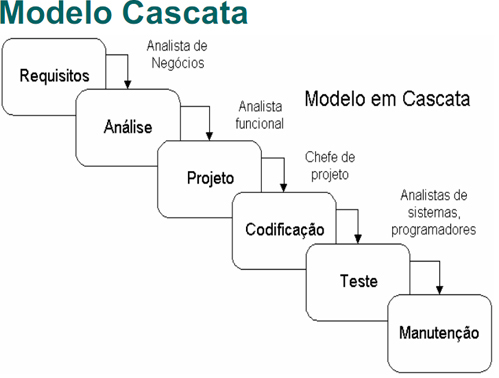 Modelo Cascata
Analista de
Negócios
Requisitos
Modelo em Cascata
Analista
funcional
Análise
Chefe de
projeto
Projeto
Analistas de
sistemas,
programadores
Codificação
Teste
Manutenção